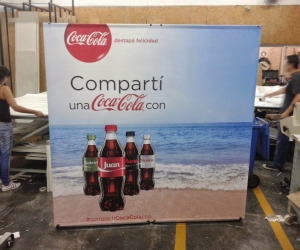 Coca-Cola destapá felicidad
Compartí
una Coca-Cola con
Juan